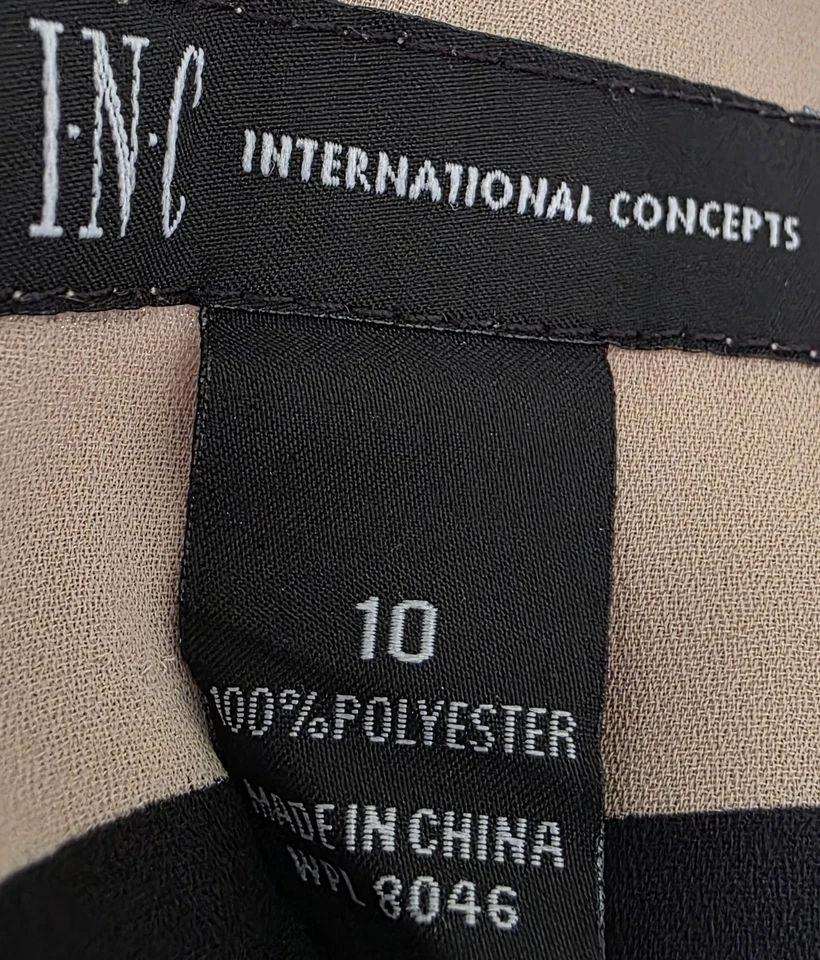 I·N·C INTERNATIONAL CONCEPTS
10
100% POLYESTER
MADE IN CHINA
WPL 8046